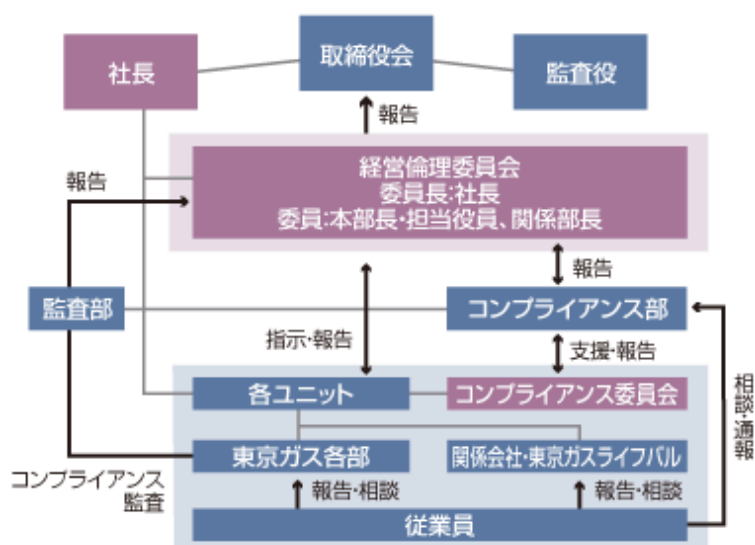 社長
取締役会
監査役
報告
経営倫理委員会
委員長:社長
委員:本部長・担当役員、関係部長
報告
報告
監査部
コンプライアンス部
指示・報告
支援・報告
相談・通報
各ユニット
コンプライアンス委員会
東京ガス各部
関係会社・東京ガスライフバル
コンプライアンス
監査
報告・相談
報告・相談
従業員